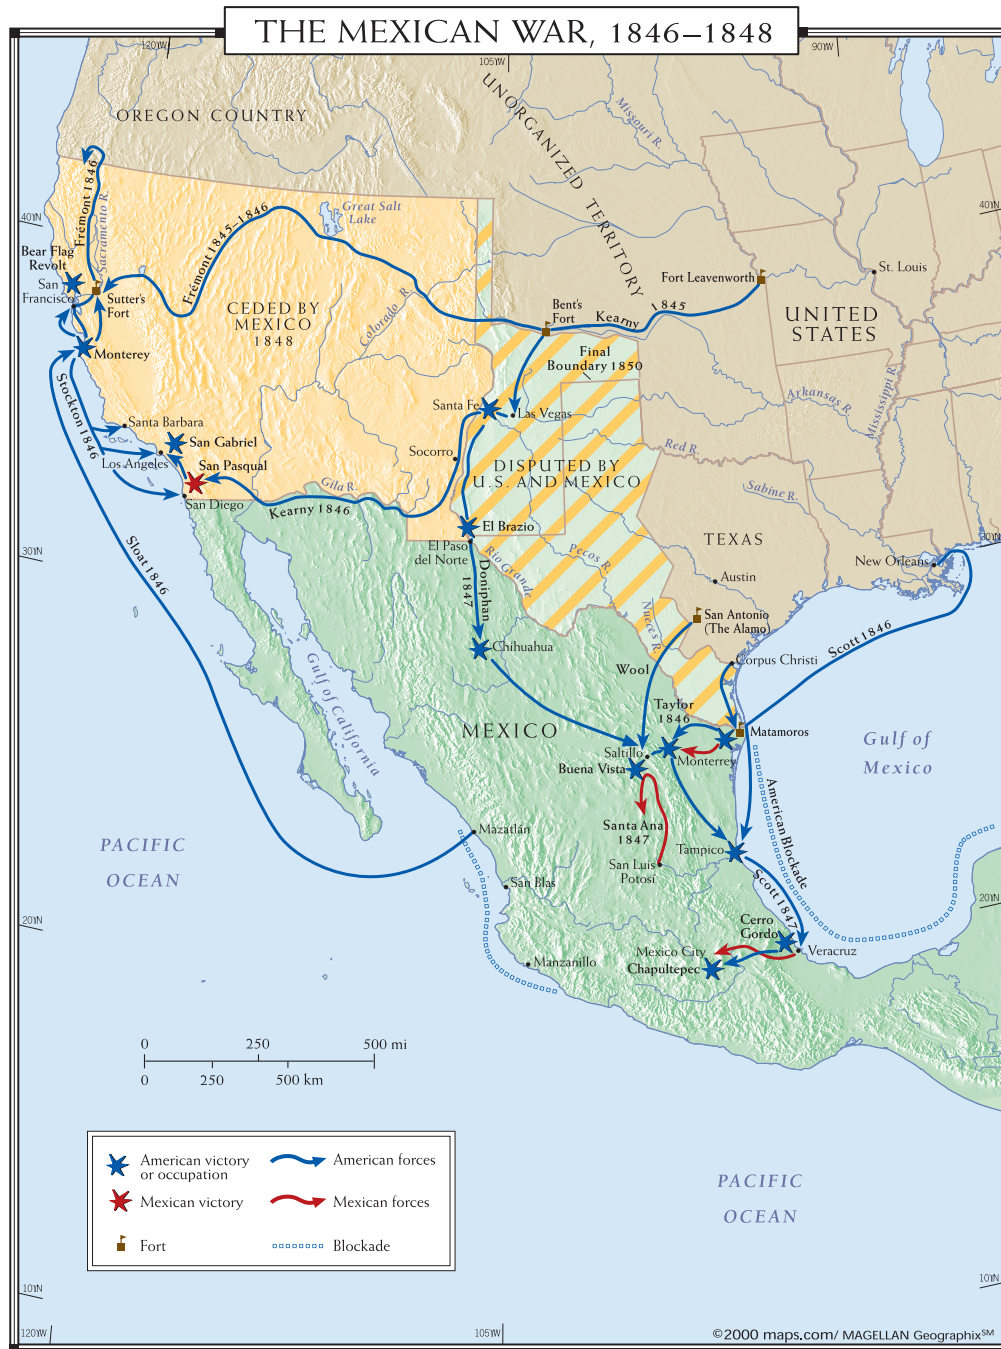 THE MEXICAN WAR, 1846–1848
120°W
105°W
90°W
OREGON COUNTRY
UNORGANIZED TERRITORY
Missouri R.
40°N
40°N
Frémont 1846
Sacramento R.
Frémont 1845–1846
Great Salt
Lake
Bear Flag
Revolt
San
Francisco
Sutter's
Fort
CEDED BY
MEXICO
1848
Colorado R.
Bent's
Fort
Kearny
1845
Fort Leavenworth
St. Louis
UNITED
STATES
Monterey
Final
Boundary 1850
Arkansas R.
Mississippi R.
Stockton 1846
Santa Barbara
San Gabriel
Los Angeles
San Pasqual
San Diego
Santa Fe
Las Vegas
Socorro
DISPUTED BY
U.S. AND MEXICO
Red R.
Sabine R.
Gila R.
Kearny 1846
El Brazio
El Paso
del Norte
Rio Grande
Pecos R.
TEXAS
30°N
30°N
New Orleans
Austin
Sloat 1846
Doniphan
1847
Nueces R.
San Antonio
(The Alamo)
Chihuahua
Gulf of California
Wool
Corpus Christi
Scott 1846
Taylor
1846
MEXICO
Matamoros
Saltillo
Monterrey
Buena Vista
Gulf of
Mexico
American Blockade
Santa Ana
1847
Mazatlán
San Luis
Potosí
Tampico
PACIFIC
OCEAN
San Blas
Scott 1847
20°N
20°N
Cerro
Gordo
Mexico City
Chapultepec
Veracruz
Manzanillo
0 250 500 mi
0 250 500 km
American victory
or occupation
American forces
Mexican victory
Mexican forces
Fort
Blockade
PACIFIC
OCEAN
10°N
10°N
120°W
105°W
©2000 maps.com/ MAGELLAN Geographix℠